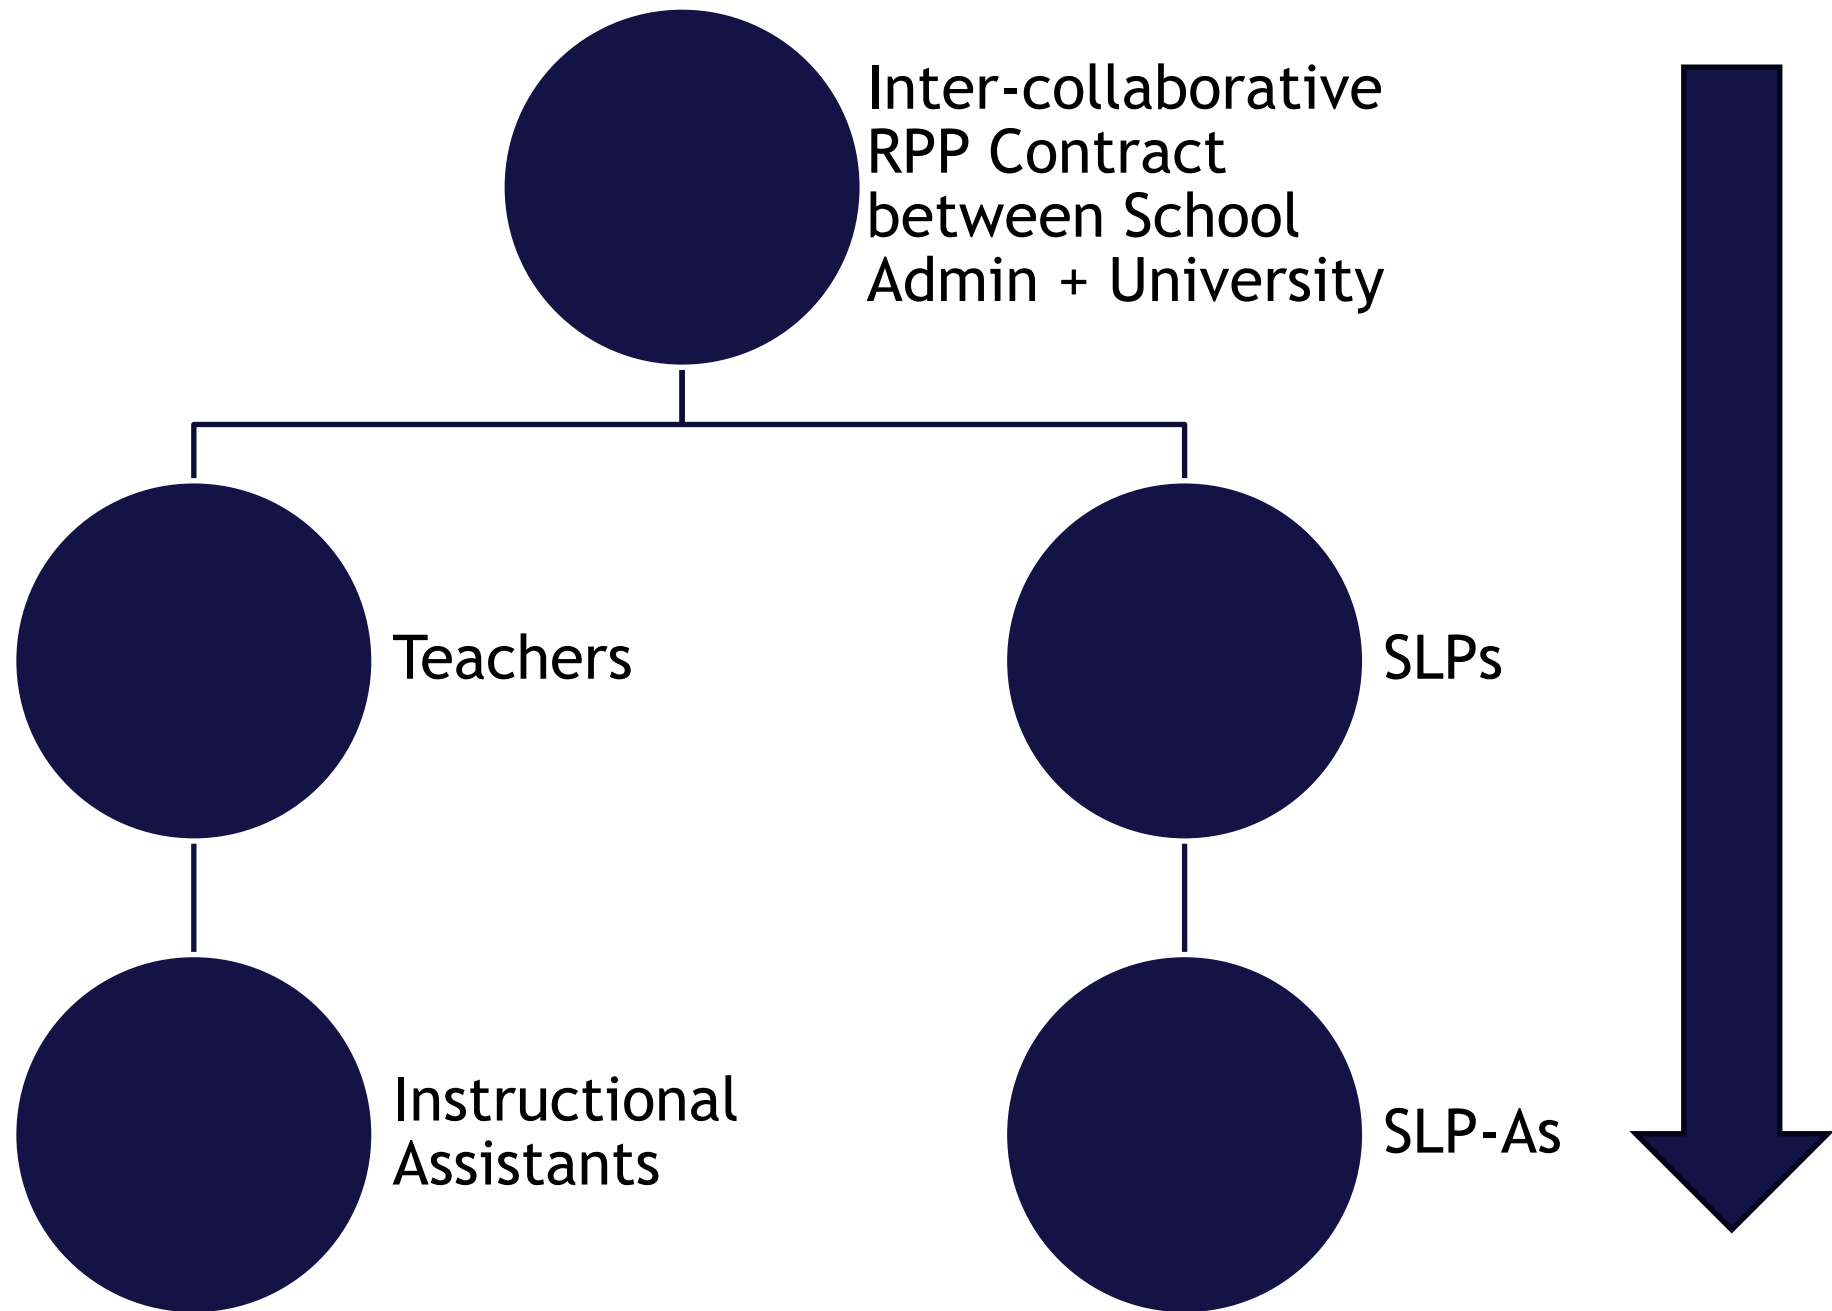 Inter-collaborative
RPP Contract
between School
Admin + University
Teachers
SLPs
Instructional
Assistants
SLP-As